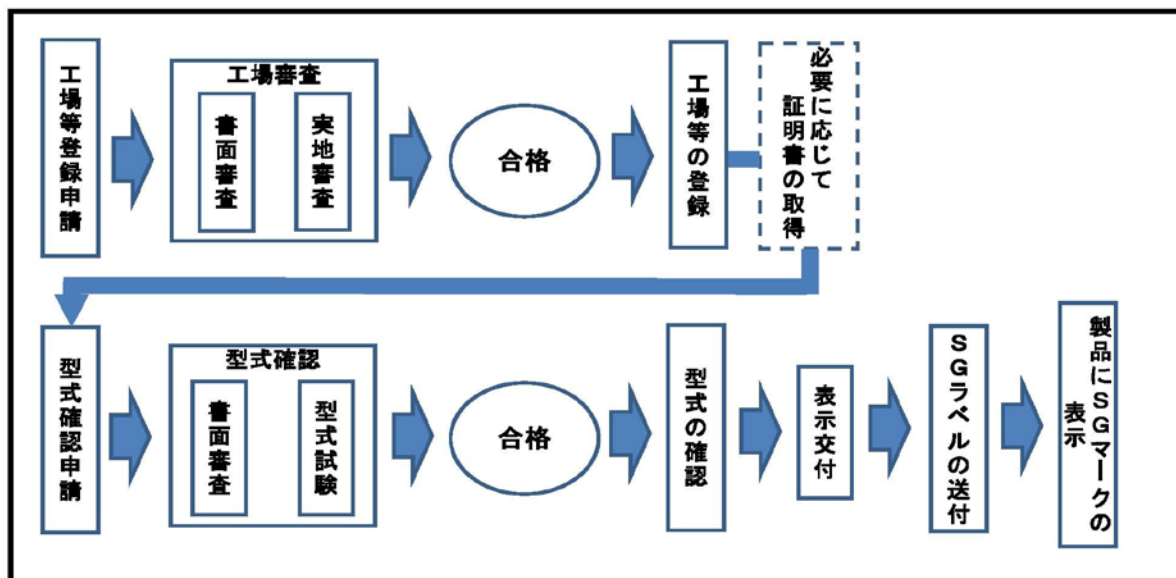 工場等登録申請
工場審査
書面審査
実地審査
合格
工場等の登録
必要に応じて
証明書の取得
型式確認申請
型式確認
書面審査
型式試験
合格
型式の確認
表示交付
SGラベルの送付
製品にSGマークの
表示